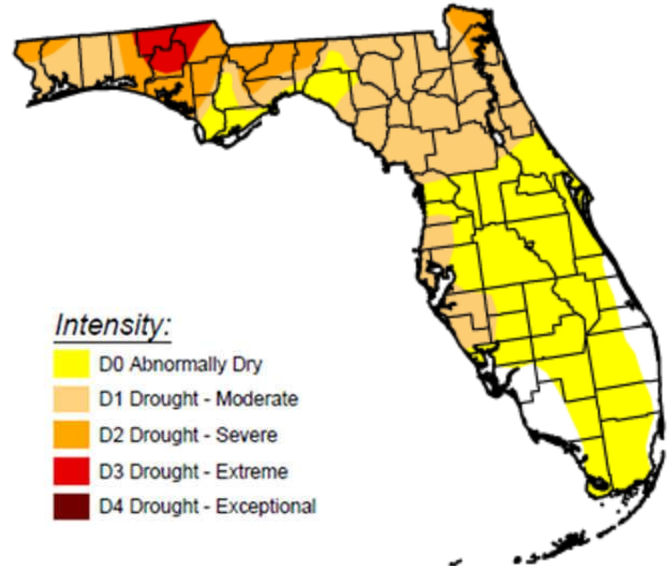 Intensity:
D0 Abnormally Dry
D1 Drought - Moderate
D2 Drought - Severe
D3 Drought - Extreme
D4 Drought - Exceptional